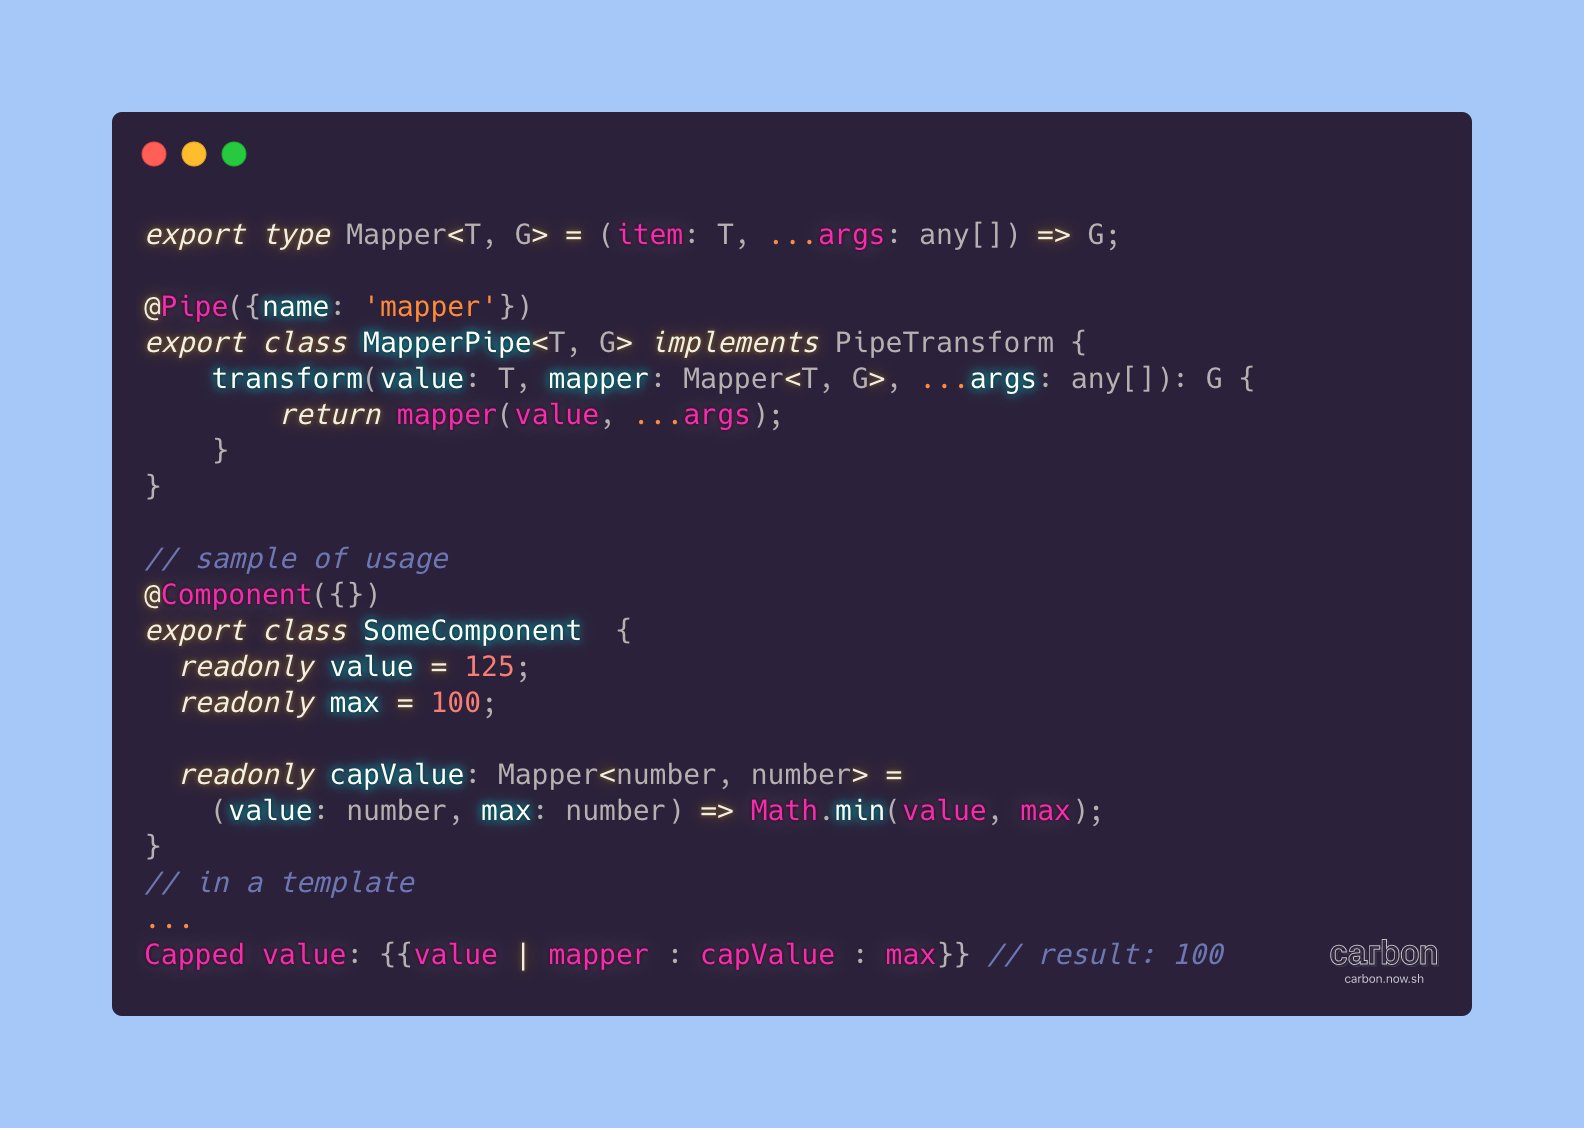 export type Mapper<T, G> = (item: T, ...args: any[]) => G;

@Pipe({name: 'mapper'})
export class MapperPipe<T, G> implements PipeTransform {
    transform(value: T, mapper: Mapper<T, G>, ...args: any[]): G {
        return mapper(value, ...args);
    }
}

// sample of usage
@Component({})
export class SomeComponent  {
  readonly value = 125;
  readonly max = 100;

  readonly capValue: Mapper<number, number> =
    (value: number, max: number) => Math.min(value, max);
}
// in a template
...
Capped value: {{value | mapper : capValue : max}} // result: 100
carbon
carbon.now.sh